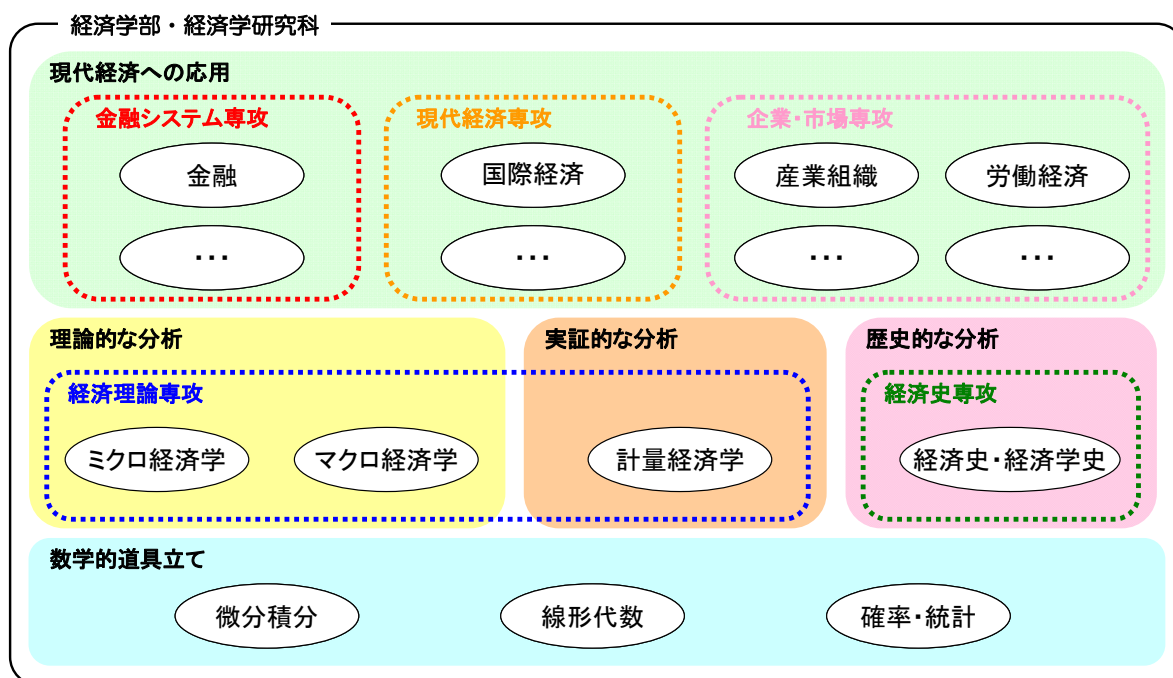 経済学部・経済学研究科
現代経済への応用
金融システム専攻
現代経済専攻
企業・市場専攻
金融
国際経済
産業組織
労働経済
・・・
・・・
・・・
・・・
理論的な分析
実証的な分析
歴史的な分析
経済理論専攻
経済史専攻
ミクロ経済学
マクロ経済学
計量経済学
経済史・経済学史
数学的道具立て
微分積分
線形代数
確率・統計